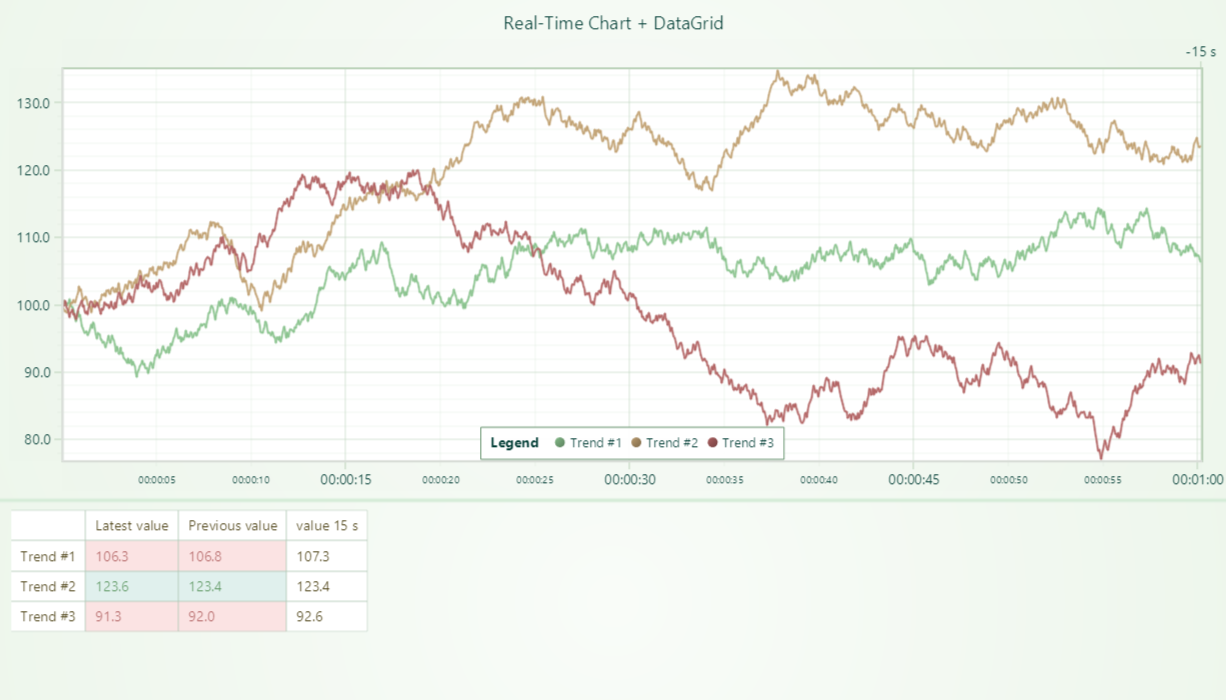 Real-Time Chart + DataGrid
-15 s
130.0
120.0
110.0
100.0
90.0
80.0
Legend Trend #1 Trend #2 Trend #3
00:00:05 00:00:10 00:00:15 00:00:20 00:00:25 00:00:30 00:00:35 00:00:40 00:00:45 00:00:50 00:00:55 00:01:00
Latest value Previous value value 15 s
Trend #1 106.3 106.8 107.3
Trend #2 123.6 123.4 123.4
Trend #3 91.3 92.0 92.6